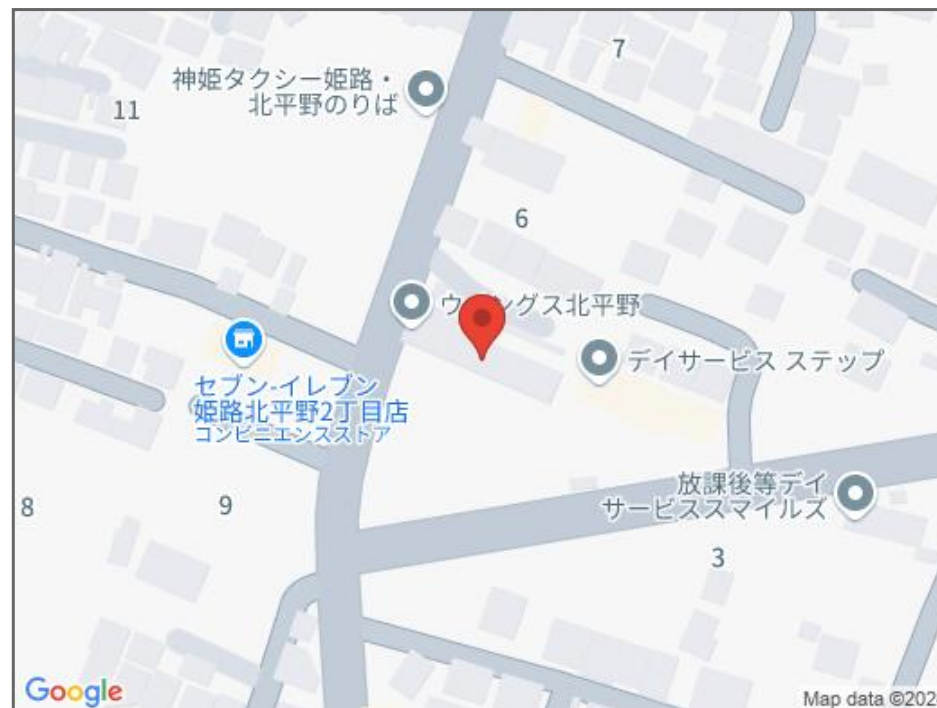 7
神姫タクシー姫路・
北平野のりば
11
6
ウ
ングス北平野
デイサービス ステップ
セブン-イレブン
姫路北平野2丁目店
コンビニエンスストア
放課後等デイ
サービススマイルズ
8
9
3
Google
Map data ©202